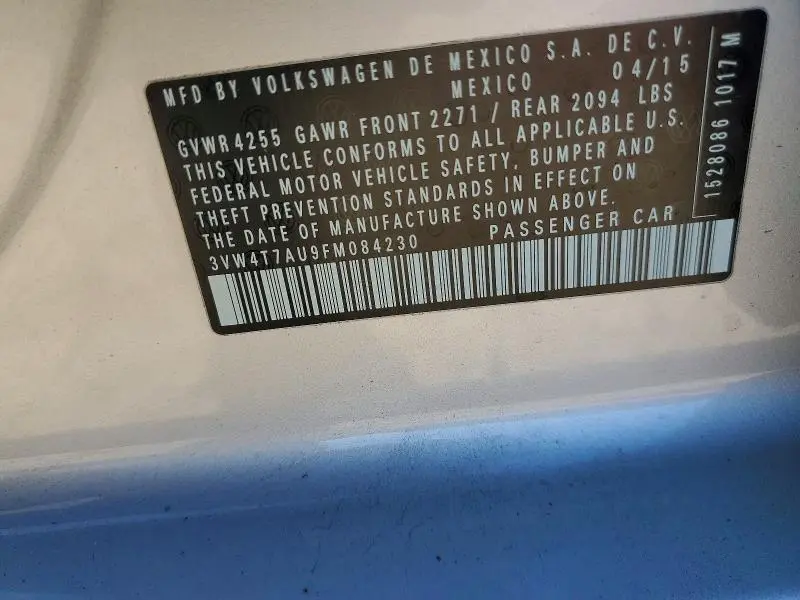 MFD BY VOLKSWAGEN DE MEXICO S.A. DE C.V.
MEXICO 04/15
GVWR 4255 GAWR FRONT 2271 / REAR 2094 LBS
THIS VEHICLE CONFORMS TO ALL APPLICABLE U.S.
FEDERAL MOTOR VEHICLE SAFETY, BUMPER AND
THEFT PREVENTION STANDARDS IN EFFECT ON
THE DATE OF MANUFACTURE SHOWN ABOVE.
3VW4T7AU9FM084230 PASSENGER CAR
1528086 1017 M